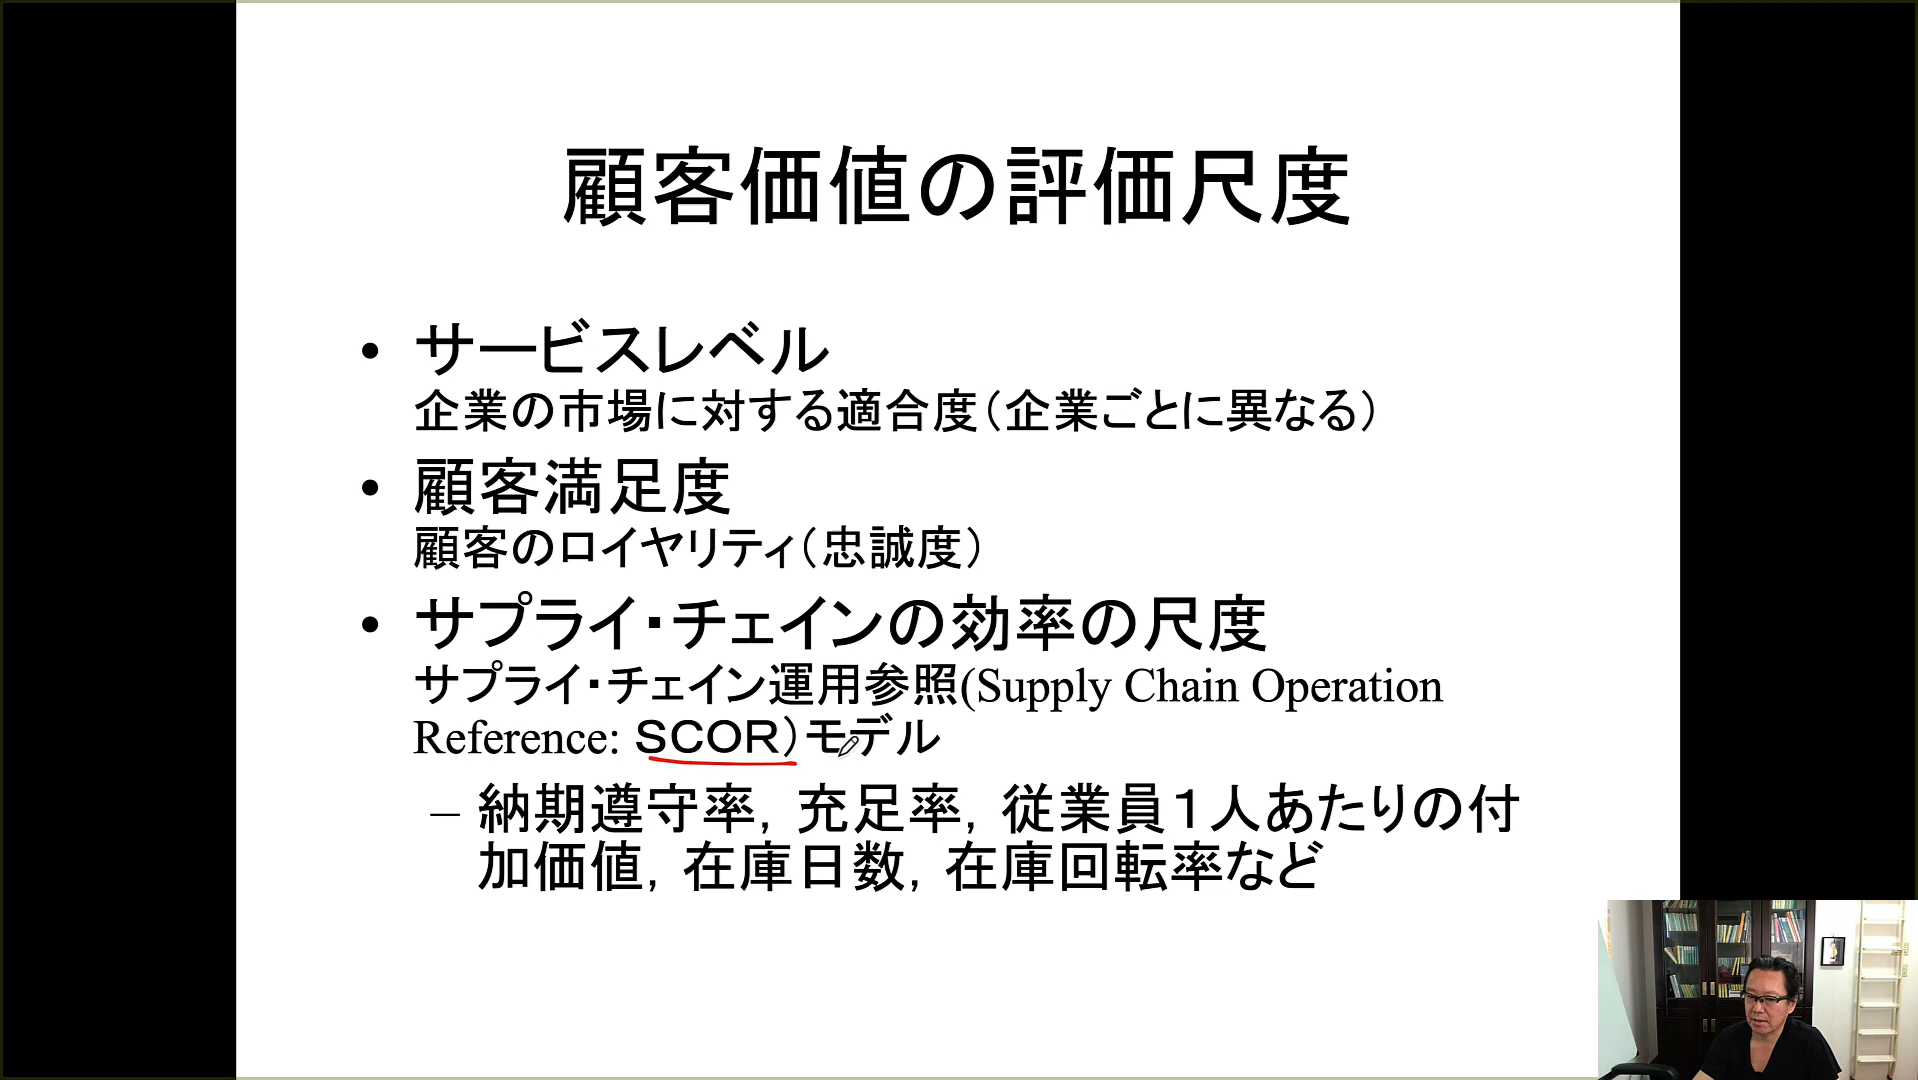 顧客価値の評価尺度
• サービスレベル
企業の市場に対する適合度（企業ごとに異なる）
• 顧客満足度
顧客のロイヤリティ（忠誠度）
• サプライ・チェインの効率の尺度
サプライ・チェイン運用参照(Supply Chain Operation
Reference: ＳＣＯＲ）モデル
– 納期遵守率，充足率，従業員１人あたりの付
加価値，在庫日数，在庫回転率など